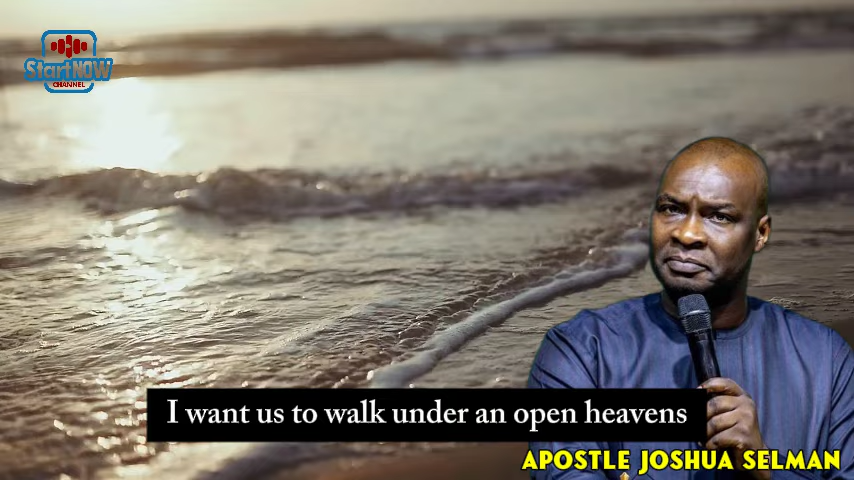 StartNOW
CHANNEL
I want us to walk under an open heavens
APOSTLE JOSHUA SELMAN